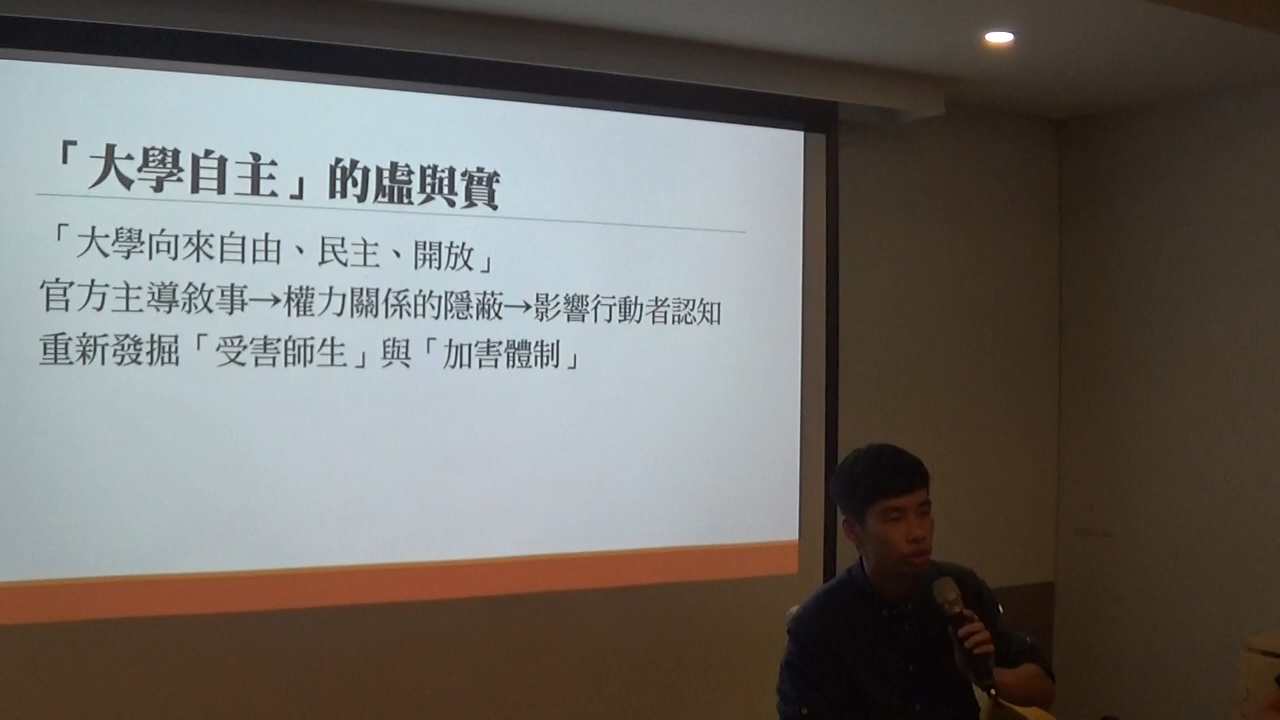 「大學自主」的虛與實
「大學向來自由、民主、開放」
官方主導敘事→權力關係的隱蔽→影響行動者認知
重新發掘「受害師生」與「加害體制」